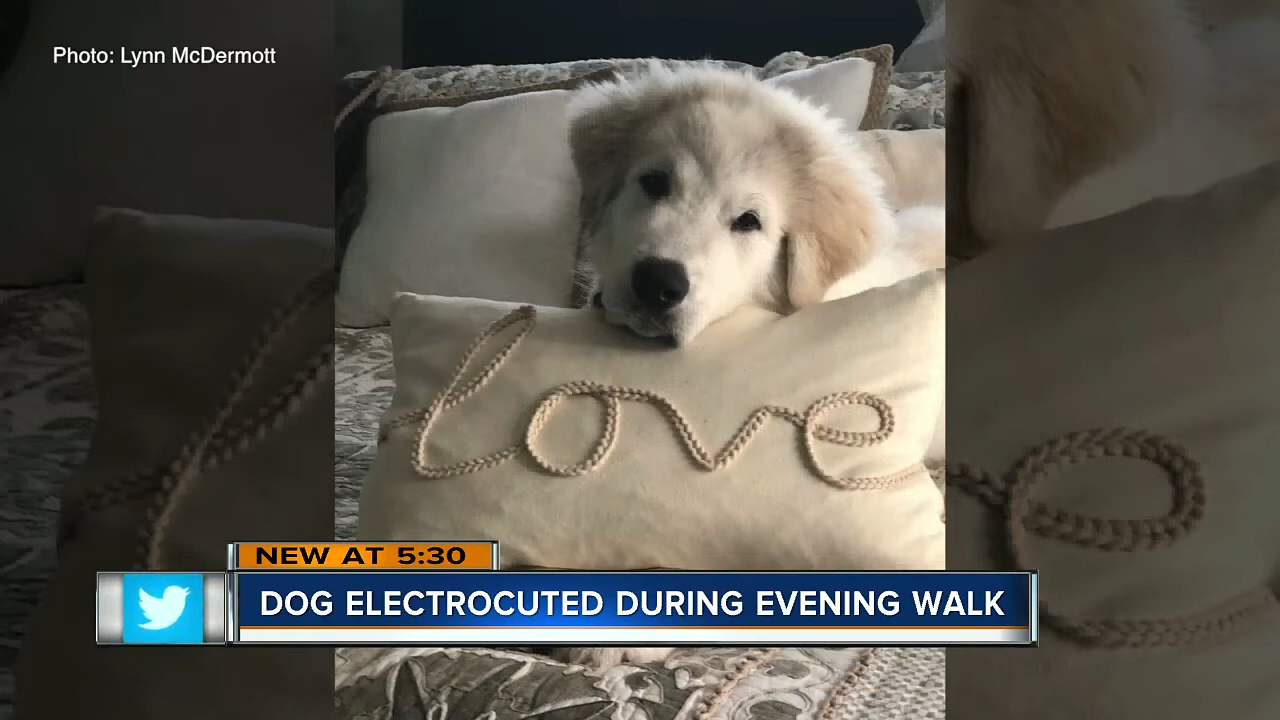 Photo: Lynn McDermott
love
e
NEW AT 5:30
DOG ELECTROCUTED DURING EVENING WALK